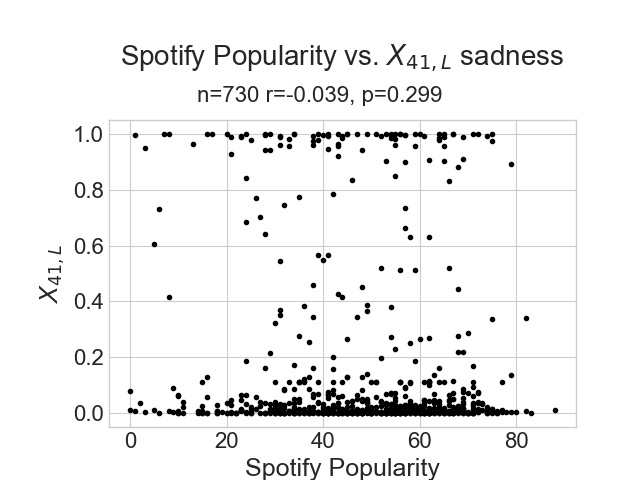 Spotify Popularity vs. X₄₁,L sadness
n=730 r=-0.039, p=0.299
1.0
0.8
0.6
0.4
0.2
0.0
X₄₁,L
0 20 40 60 80
Spotify Popularity